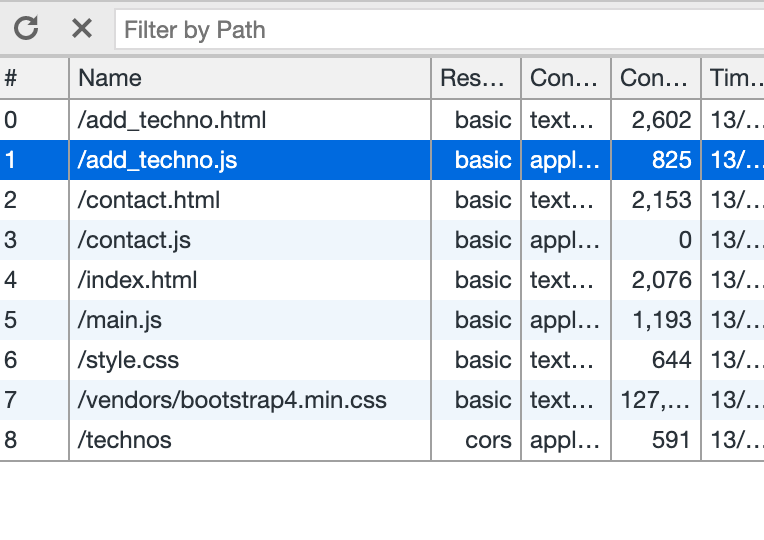 Filter by Path
# Name Res... Con... Con... Tim...
0 /add_techno.html basic text... 2,602 13/...
1 /add_techno.js basic appl... 825 13/...
2 /contact.html basic text... 2,153 13/...
3 /contact.js basic appl... 0 13/...
4 /index.html basic text... 2,076 13/...
5 /main.js basic appl... 1,193 13/...
6 /style.css basic text... 644 13/...
7 /vendors/bootstrap4.min.css basic text... 127,... 13/...
8 /technos cors appl... 591 13/...